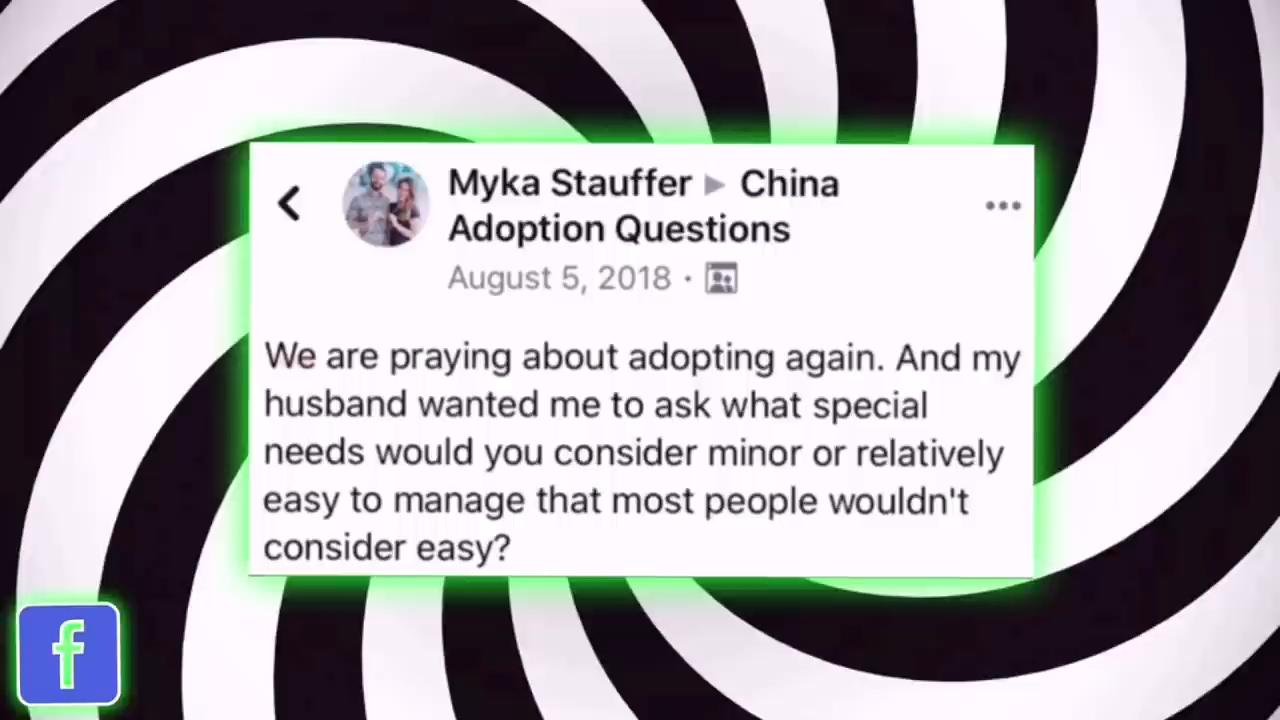 Myka Stauffer ▸ China
Adoption Questions
August 5, 2018 ·
We are praying about adopting again. And my
husband wanted me to ask what special
needs would you consider minor or relatively
easy to manage that most people wouldn't
consider easy?
f